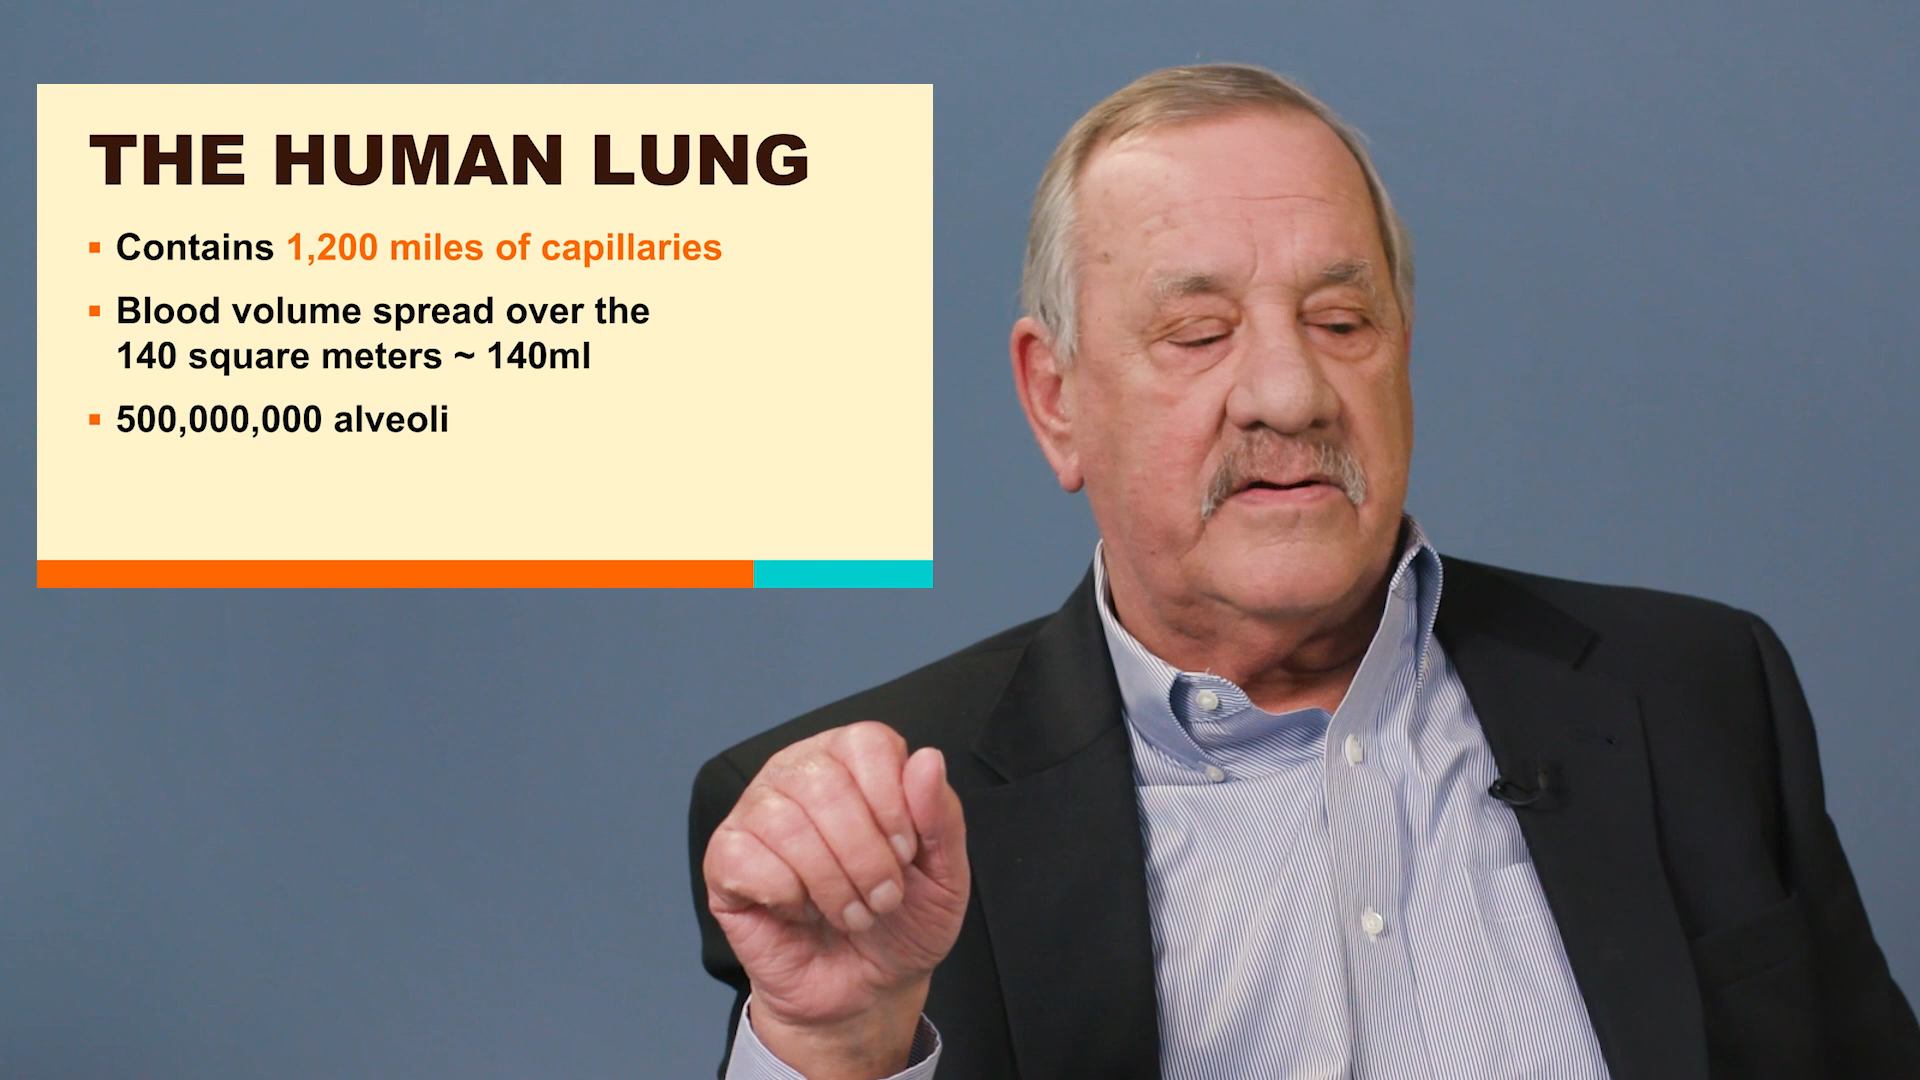 THE HUMAN LUNG
▪ Contains 1,200 miles of capillaries
▪ Blood volume spread over the
140 square meters ~ 140ml
▪ 500,000,000 alveoli